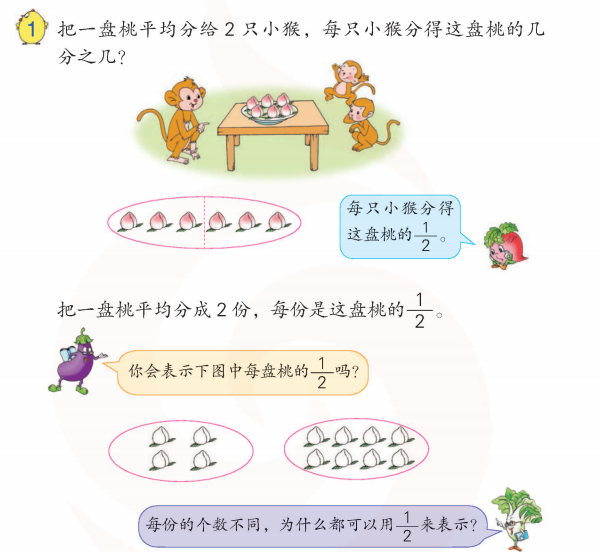 1 把一盘桃平均分给 2 只小猴，每只小猴分得这盘桃的几
分之几？
每只小猴分得
这盘桃的1/2。
把一盘桃平均分成 2 份，每份是这盘桃的1/2。
你会表示下图中每盘桃的1/2吗？
每份的个数不同，为什么都可以用1/2来表示？